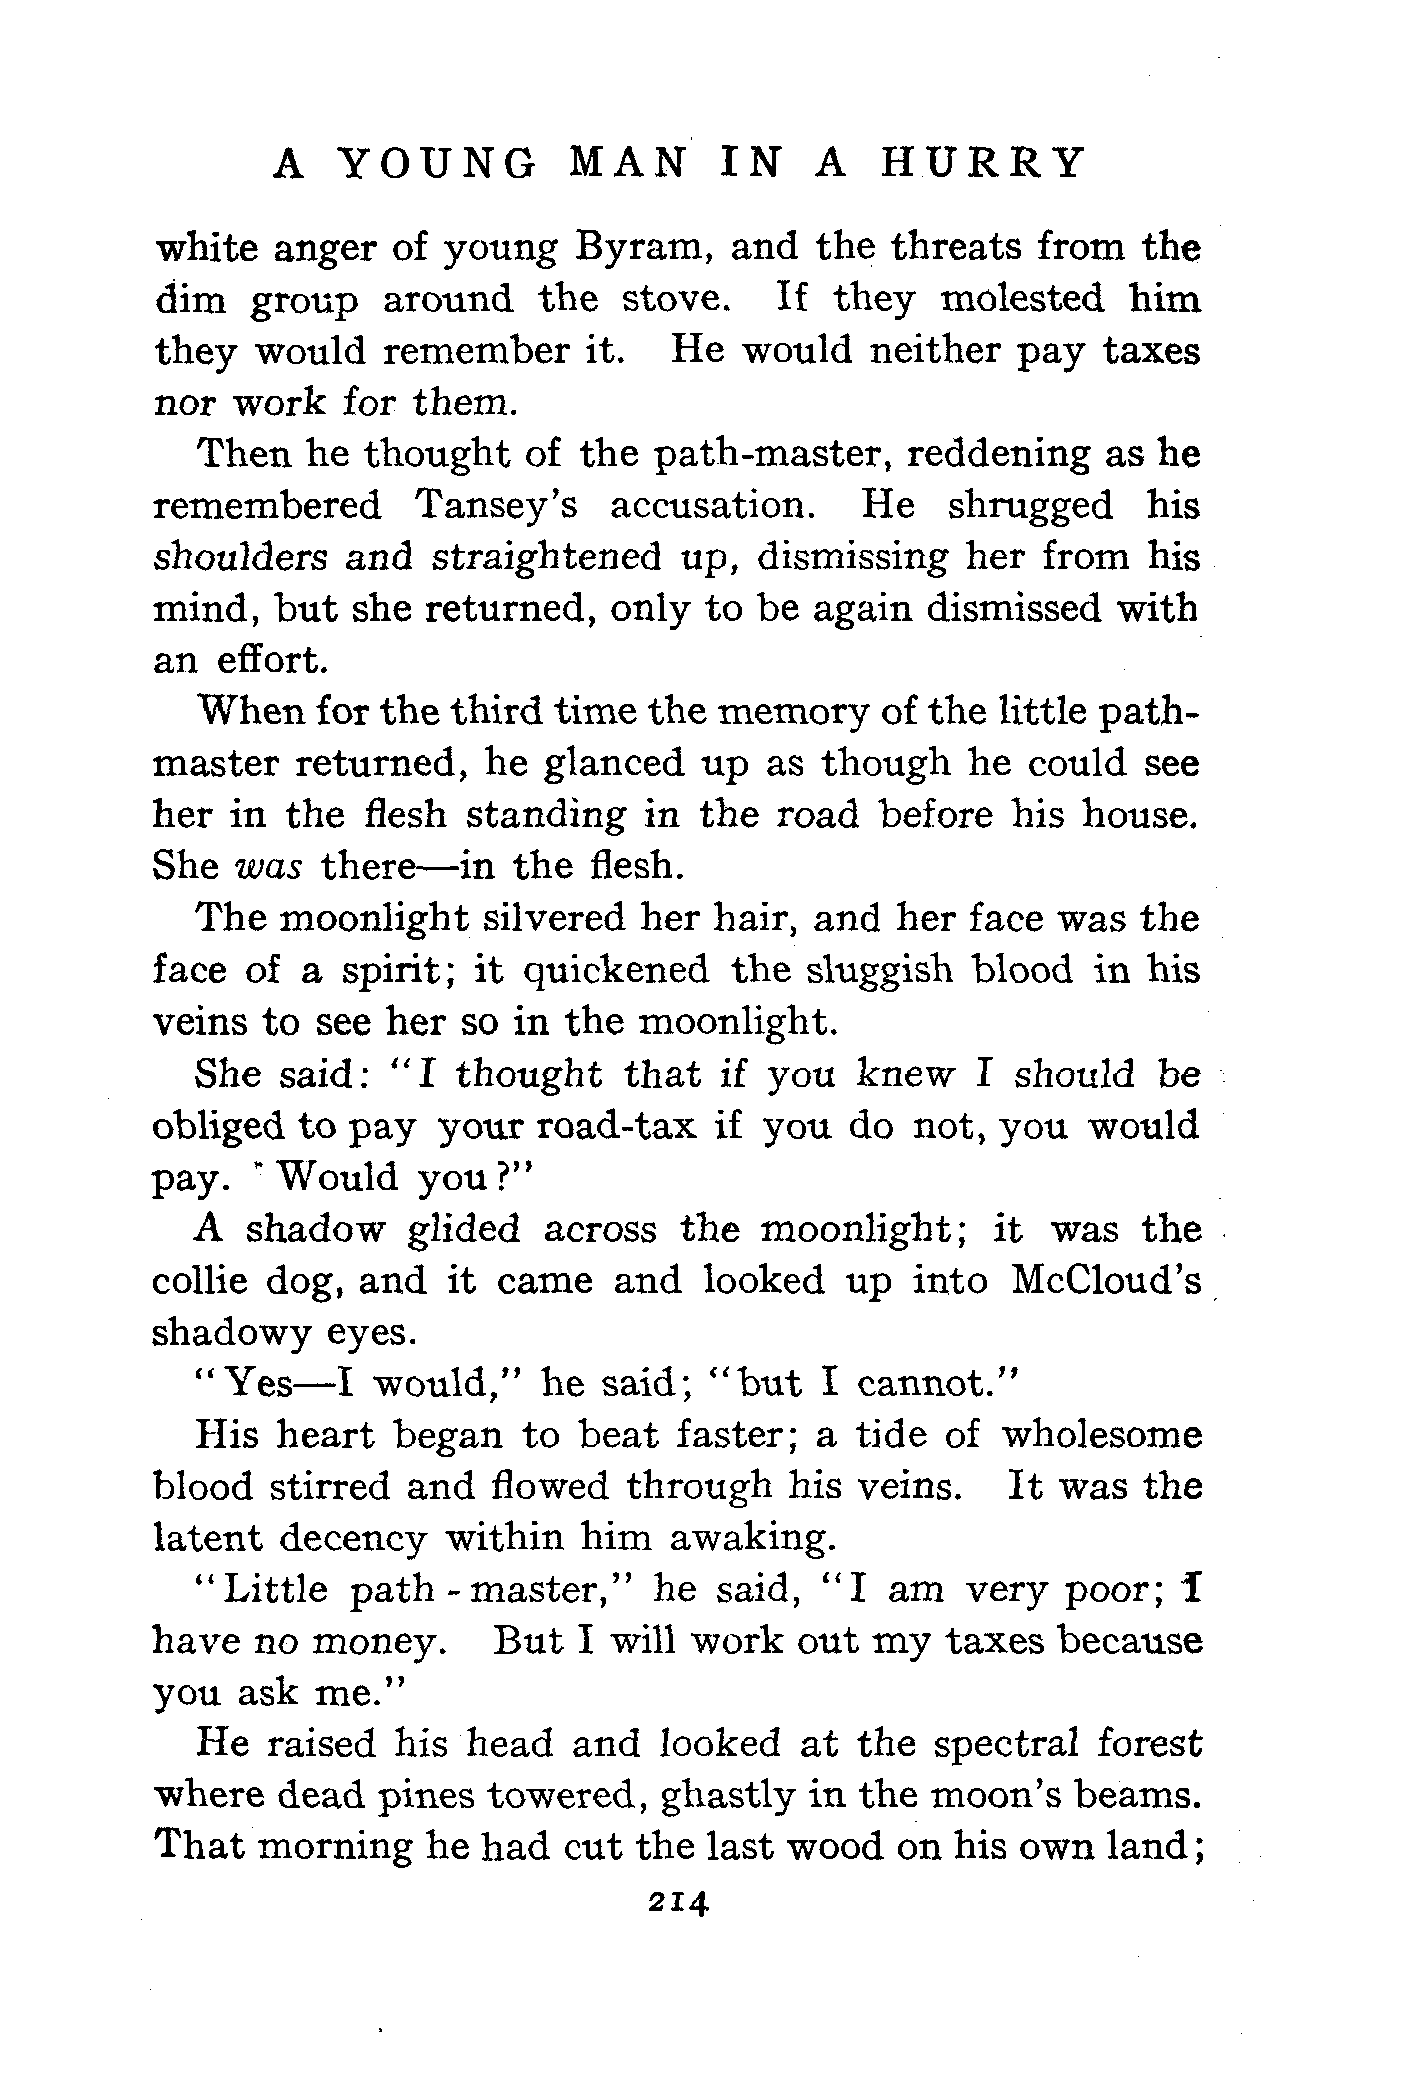 A YOUNG MAN IN A HURRY
white anger of young Byram, and the threats from the
dim group around the stove. If they molested him
they would remember it. He would neither pay taxes
nor work for them.
Then he thought of the path-master, reddening as he
remembered Tansey's accusation. He shrugged his
shoulders and straightened up, dismissing her from his
mind, but she returned, only to be again dismissed with
an effort.
When for the third time the memory of the little path-
master returned, he glanced up as though he could see
her in the flesh standing in the road before his house.
She was there—in the flesh.
The moonlight silvered her hair, and her face was the
face of a spirit; it quickened the sluggish blood in his
veins to see her so in the moonlight.
She said: "I thought that if you knew I should be
obliged to pay your road-tax if you do not, you would
pay. Would you?"
A shadow glided across the moonlight; it was the
collie dog, and it came and looked up into McCloud's
shadowy eyes.
"Yes—I would," he said; "but I cannot."
His heart began to beat faster; a tide of wholesome
blood stirred and flowed through his veins. It was the
latent decency within him awaking.
"Little path-master," he said, "I am very poor; I
have no money. But I will work out my taxes because
you ask me."
He raised his head and looked at the spectral forest
where dead pines towered, ghastly in the moon's beams.
That morning he had cut the last wood on his own land;
214